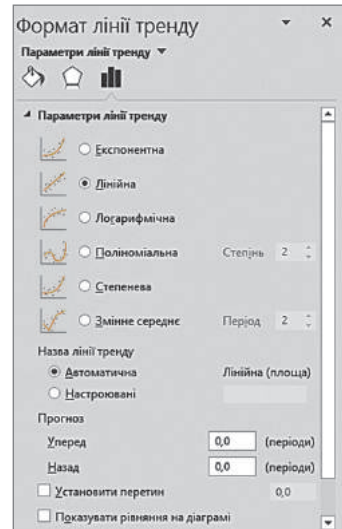 Формат лінії тренду
Параметри лінії тренду
Параметри лінії тренду
Експонентна
Лінійна
Логарифмічна
Поліноміальна Степінь 2
Степенева
Змінне середнє Період 2
Назва лінії тренду
Автоматична Лінійна (площа)
Настроювані
Прогноз
Уперед 0,0 (періоди)
Назад 0,0 (періоди)
Установити перетин 0,0
Показувати рівняння на діаграмі